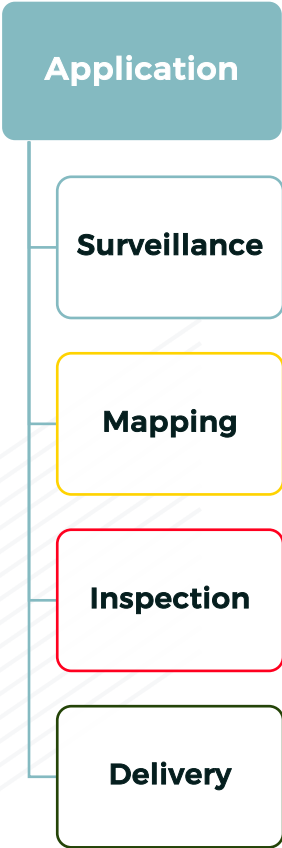 Application
Surveillance
Mapping
Inspection
Delivery